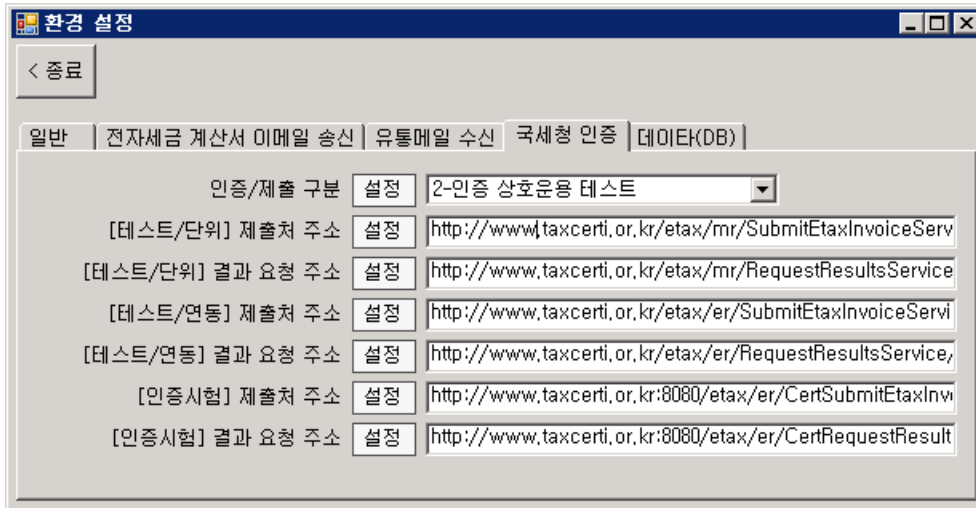 환경 설정
< 종료
일반 전자세금 계산서 이메일 송신 유통메일 수신 국세청 인증 데이타(DB)
인증/제출 구분 설정 2-인증 상호운용 테스트
[테스트/단위] 제출처 주소 설정 http://www.taxcerti.or.kr/etax/mr/SubmitEtaxInvoiceServ
[테스트/단위] 결과 요청 주소 설정 http://www.taxcerti.or.kr/etax/mr/RequestResultsService
[테스트/연동] 제출처 주소 설정 http://www.taxcerti.or.kr/etax/er/SubmitEtaxInvoiceServi
[테스트/연동] 결과 요청 주소 설정 http://www.taxcerti.or.kr/etax/er/RequestResultsService/
[인증시험] 제출처 주소 설정 http://www.taxcerti.or.kr:8080/etax/er/CertSubmitEtaxInv
[인증시험] 결과 요청 주소 설정 http://www.taxcerti.or.kr:8080/etax/er/CertRequestResult